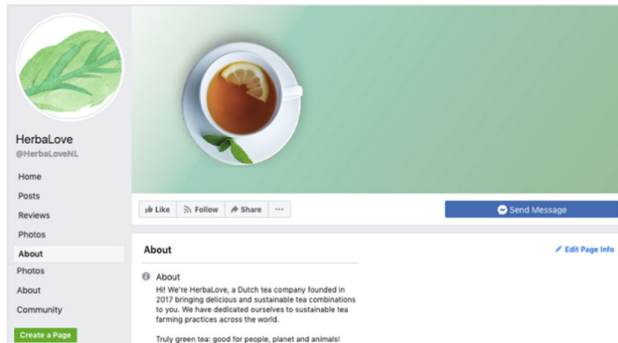 HerbaLove
@HerbaLoveNL
Home
Posts
Reviews
Photos
About
Photos
About
Community
Create a Page
Like Follow Share ...
Send Message
About
Edit Page Info
About
Hi! We're HerbaLove, a Dutch tea company founded in
2017 bringing delicious and sustainable tea combinations
to you. We have dedicated ourselves to sustainable tea
farming practices across the world.
Truly green tea: good for people, planet and animals!